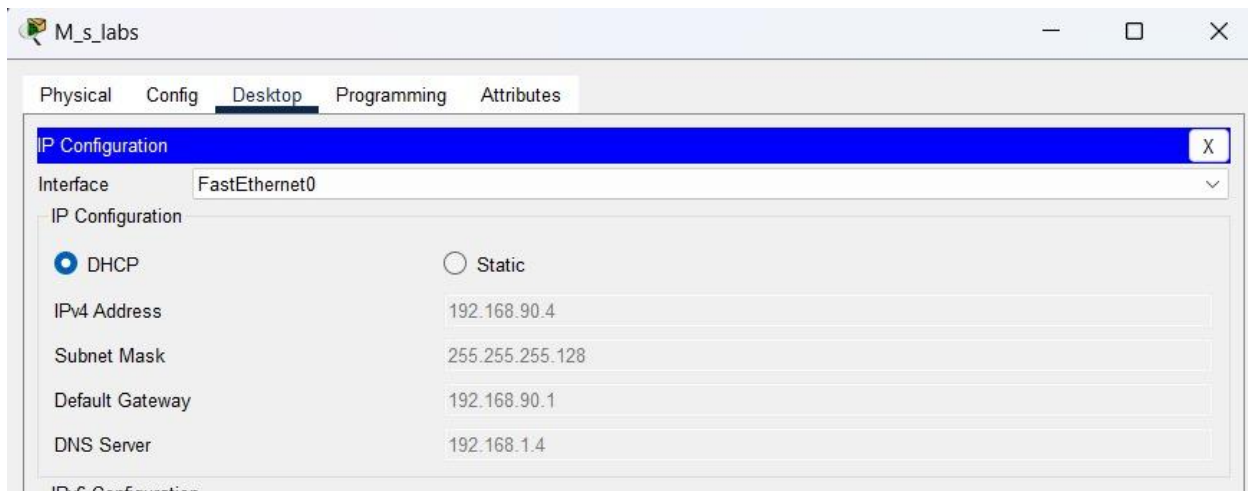 M_s_labs
Physical Config Desktop Programming Attributes
IP Configuration X
Interface FastEthernet0
IP Configuration
DHCP Static
IPv4 Address 192.168.90.4
Subnet Mask 255.255.255.128
Default Gateway 192.168.90.1
DNS Server 192.168.1.4